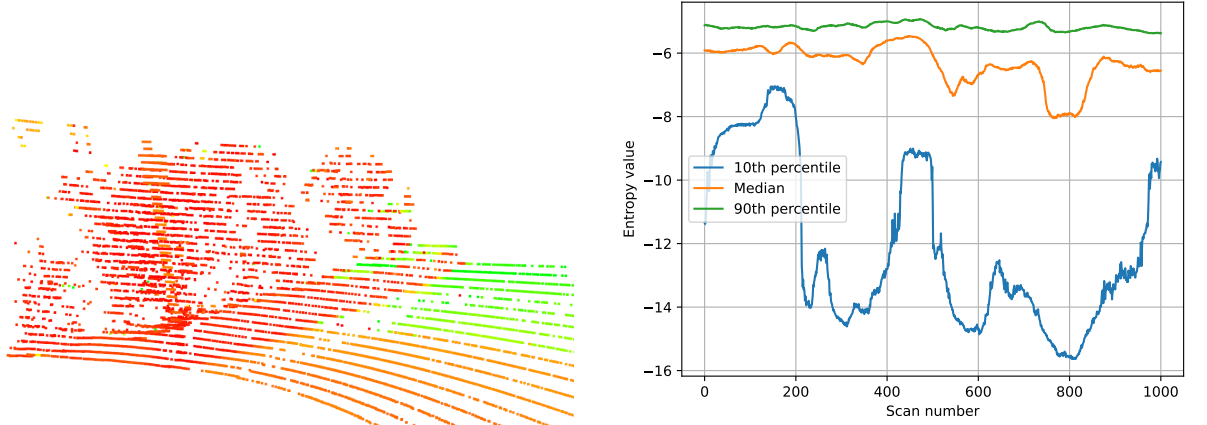 −6
−8
−10
−12
−14
−16
Entropy value
10th percentile
Median
90th percentile
0
200
400
600
800
1000
Scan number